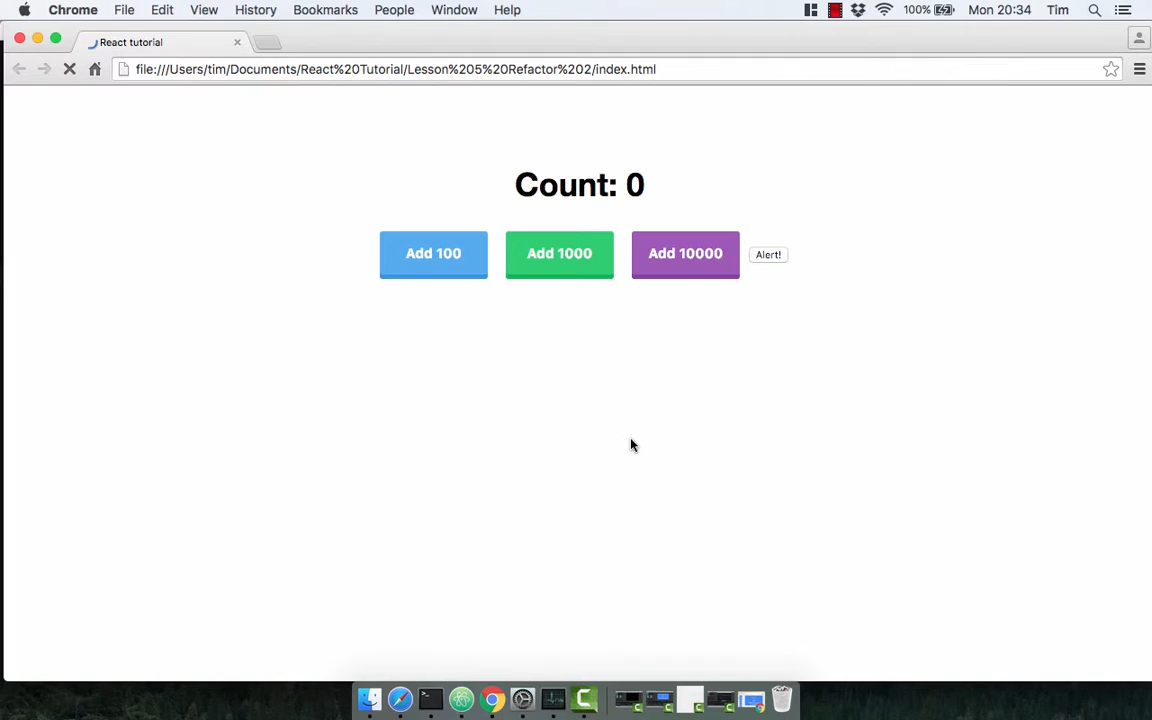 Chrome File Edit View History Bookmarks People Window Help 100% Mon 20:34 Tim
React tutorial
file:///Users/tim/Documents/React%20Tutorial/Lesson%205%20Refactor%202/index.html
Count: 0
Add 100 Add 1000 Add 10000 Alert!